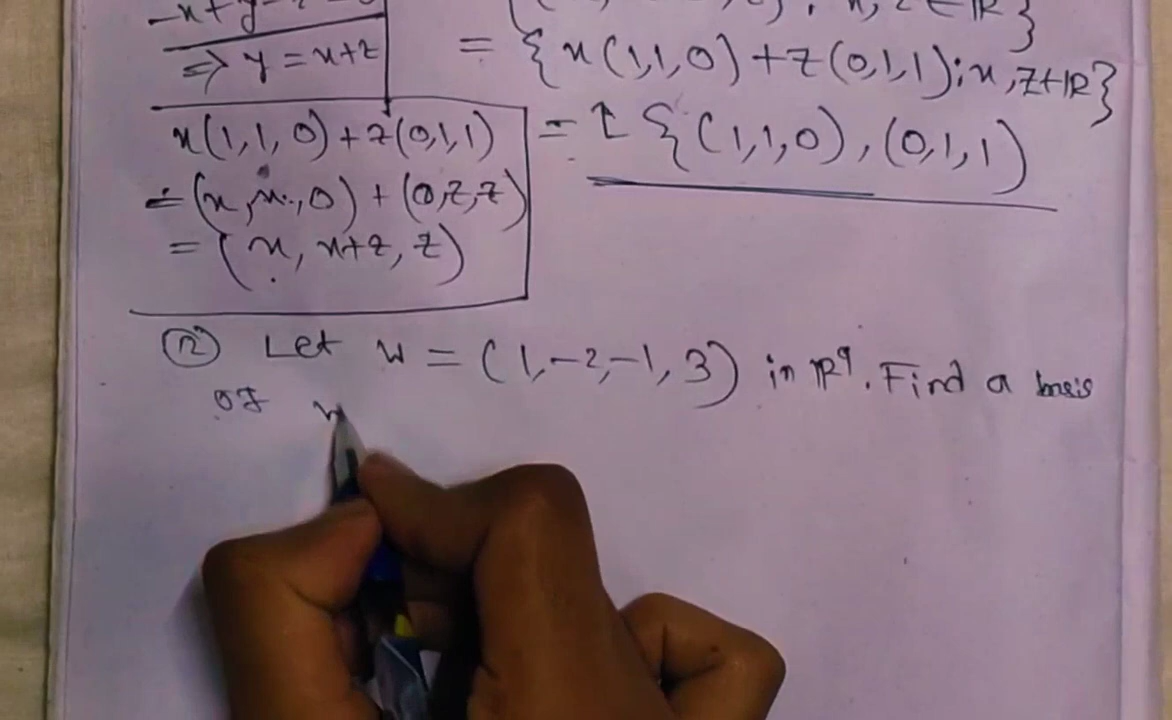 ⇒ y = x+z
= {x(1,1,0) + z(0,1,1); x, z ∈ ℝ}
x(1,1,0) + z(0,1,1)
= (x, x, 0) + (0, z, z)
= (x, x+z, z)
= L {(1,1,0), (0,1,1)
② Let w = (1, -2, -1, 3) in ℝ⁴. Find a basis
of